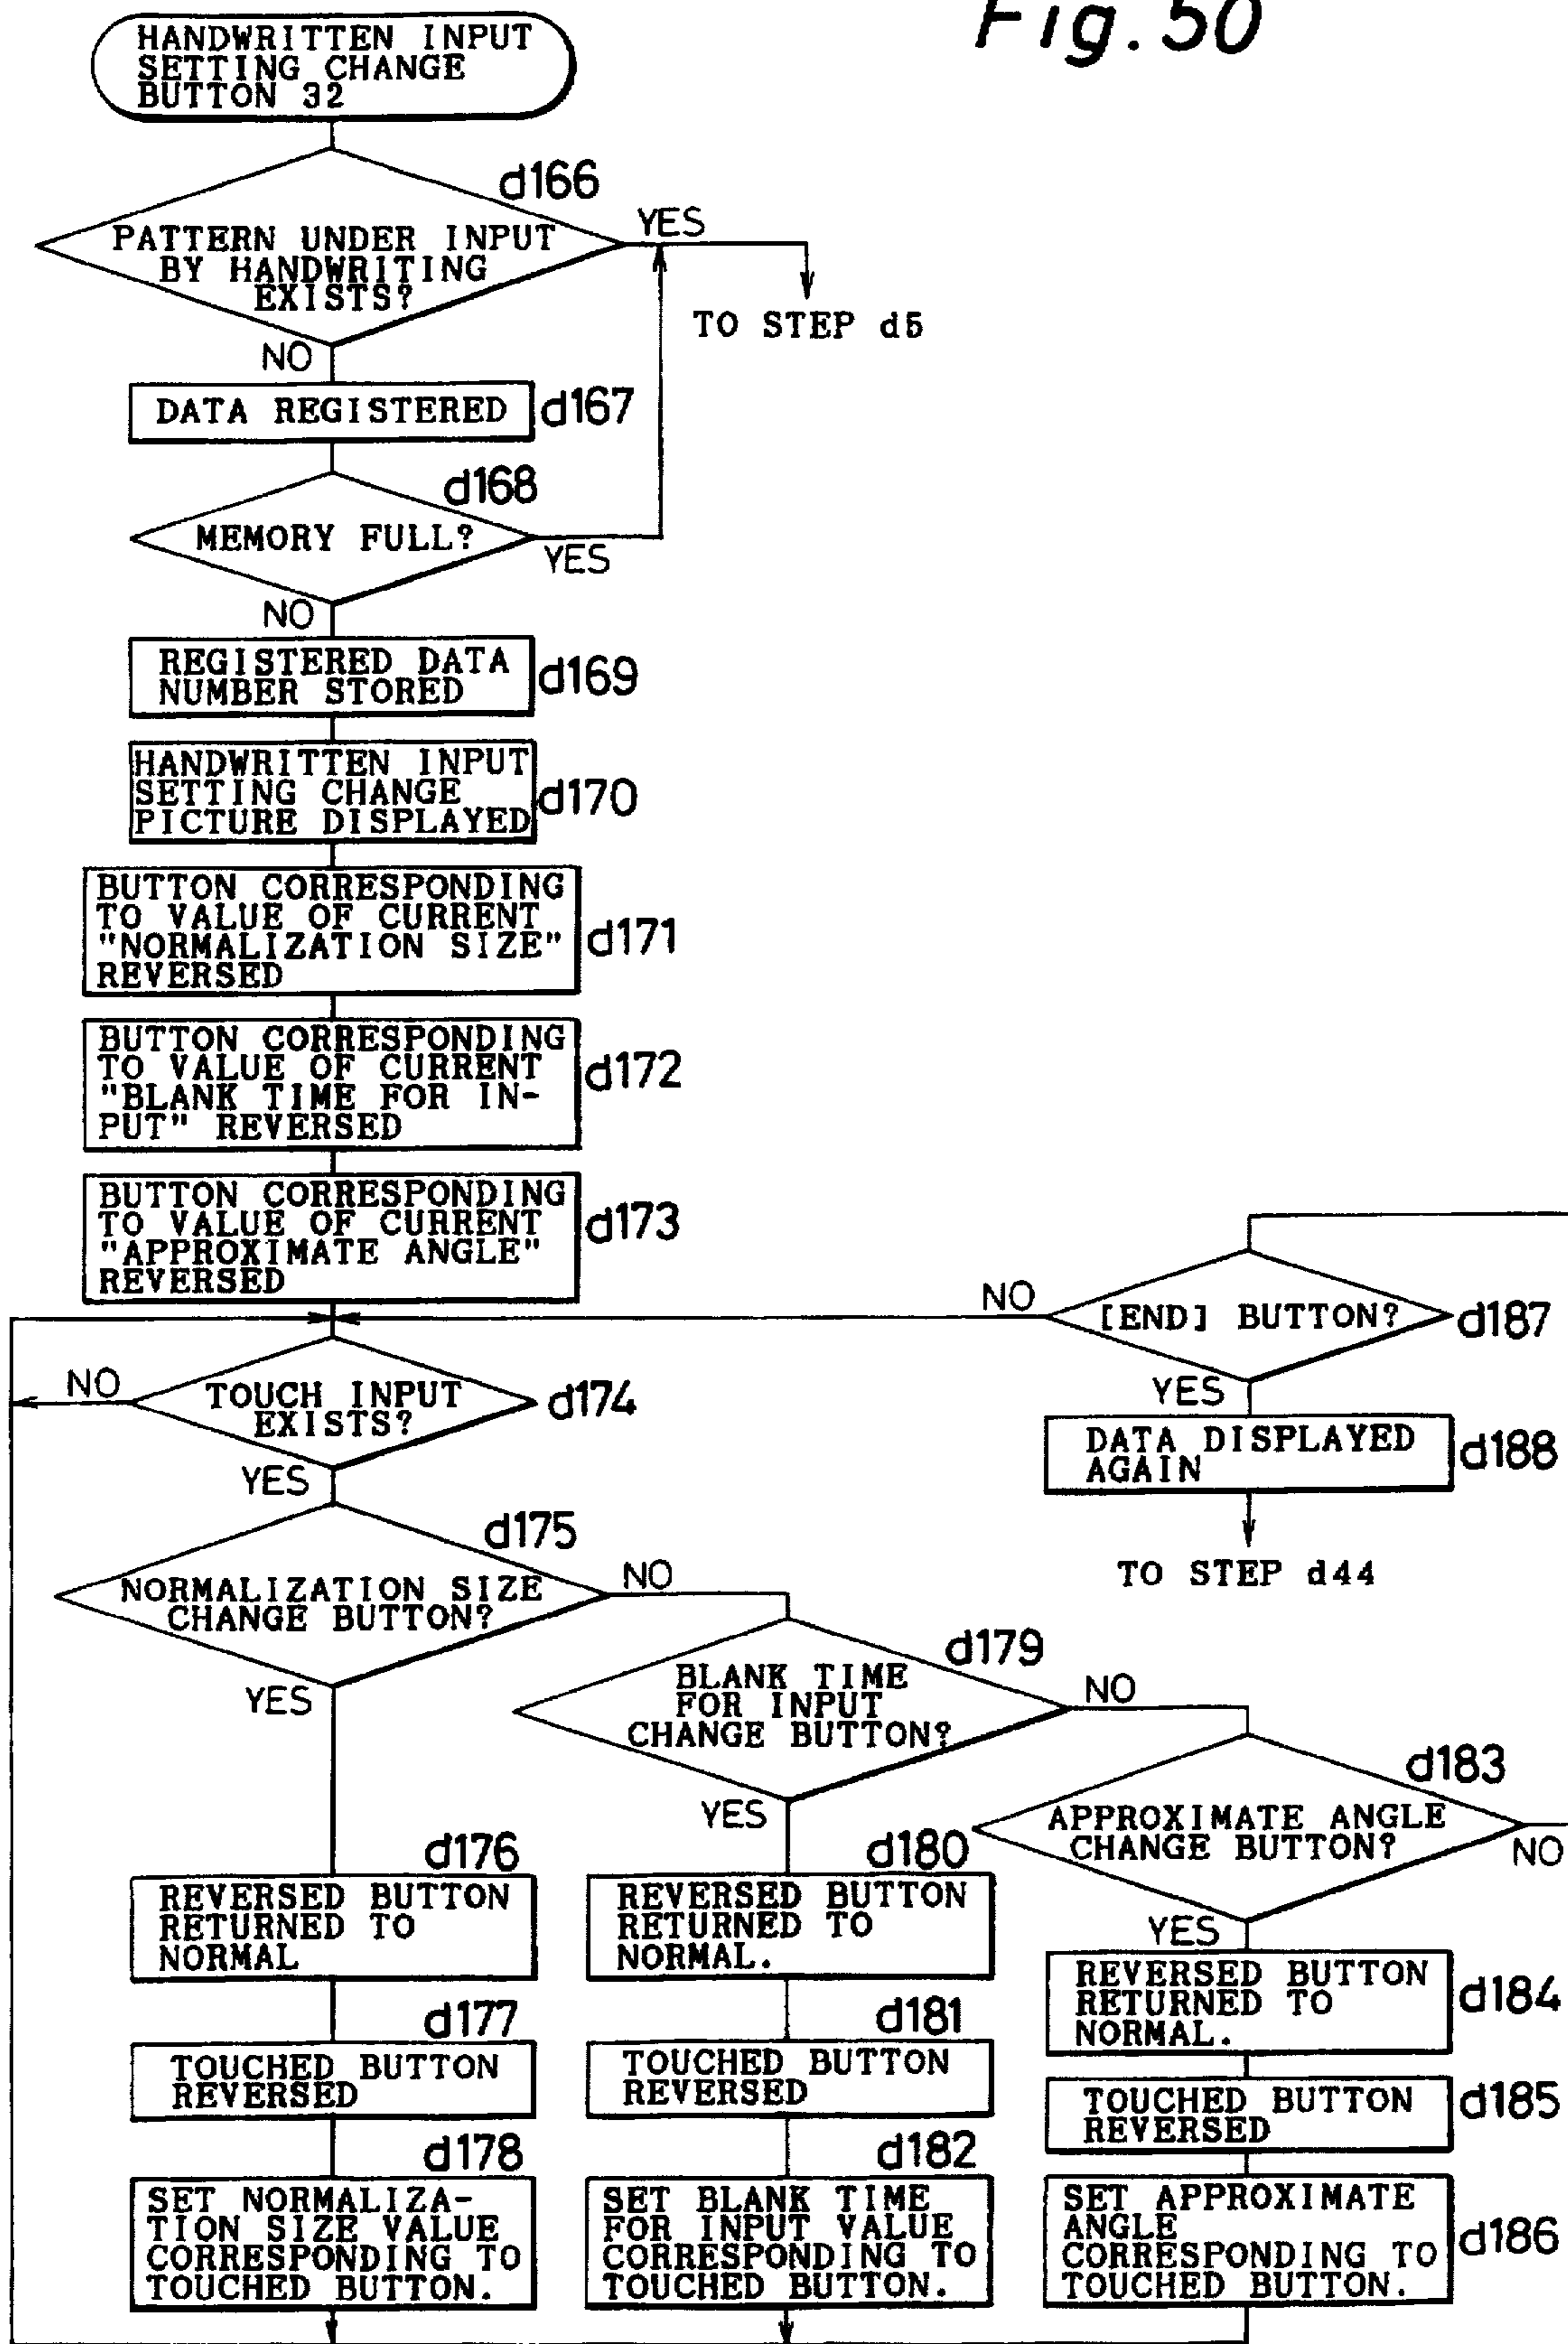 Fig. 50
HANDWRITTEN INPUT
SETTING CHANGE
BUTTON 32
d166
PATTERN UNDER INPUT
BY HANDWRITING
EXISTS?
YES
TO STEP d5
NO
DATA REGISTERED
d167
d168
MEMORY FULL?
YES
NO
REGISTERED DATA
NUMBER STORED
d169
HANDWRITTEN INPUT
SETTING CHANGE
PICTURE DISPLAYED
d170
BUTTON CORRESPONDING
TO VALUE OF CURRENT
"NORMALIZATION SIZE"
REVERSED
d171
BUTTON CORRESPONDING
TO VALUE OF CURRENT
"BLANK TIME FOR IN-
PUT" REVERSED
d172
BUTTON CORRESPONDING
TO VALUE OF CURRENT
"APPROXIMATE ANGLE"
REVERSED
d173
NO
[END] BUTTON?
d187
YES
DATA DISPLAYED
AGAIN
d188
TO STEP d44
NO
TOUCH INPUT
EXISTS?
d174
YES
d175
NORMALIZATION SIZE
CHANGE BUTTON?
NO
YES
d179
BLANK TIME
FOR INPUT
CHANGE BUTTON?
NO
YES
d183
APPROXIMATE ANGLE
CHANGE BUTTON?
NO
YES
d176
REVERSED BUTTON
RETURNED TO
NORMAL
d177
TOUCHED BUTTON
REVERSED
d178
SET NORMALIZA-
TION SIZE VALUE
CORRESPONDING TO
TOUCHED BUTTON.
d180
REVERSED BUTTON
RETURNED TO
NORMAL.
d181
TOUCHED BUTTON
REVERSED
d182
SET BLANK TIME
FOR INPUT VALUE
CORRESPONDING TO
TOUCHED BUTTON.
REVERSED BUTTON
RETURNED TO
NORMAL.
d184
TOUCHED BUTTON
REVERSED
d185
SET APPROXIMATE
ANGLE
CORRESPONDING TO
TOUCHED BUTTON.
d186